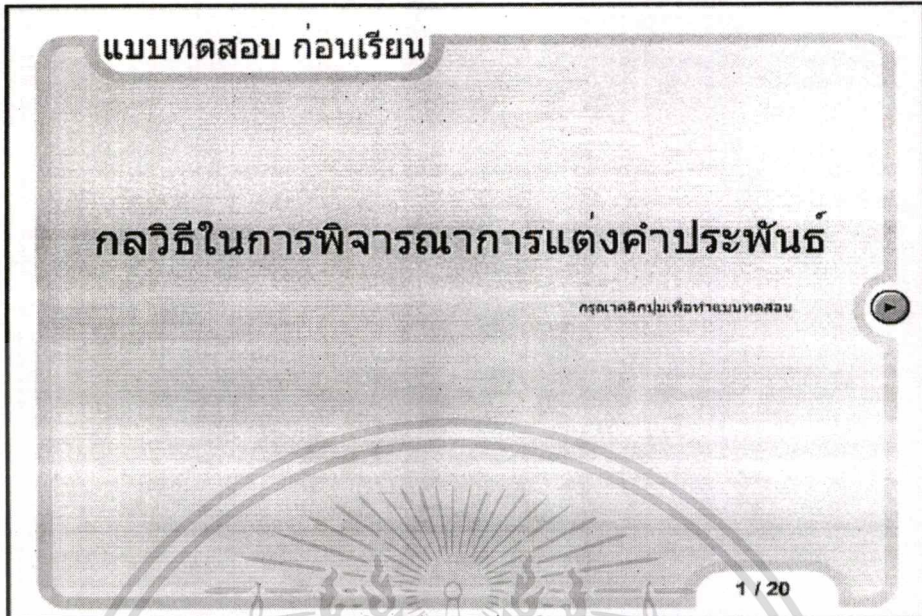 แบบทดสอบ ก่อนเรียน
กลวิธีในการพิจารณาการแต่งคำประพันธ์
กรุณาคลิกปุ่มเพื่อทำแบบทดสอบ
1 / 20